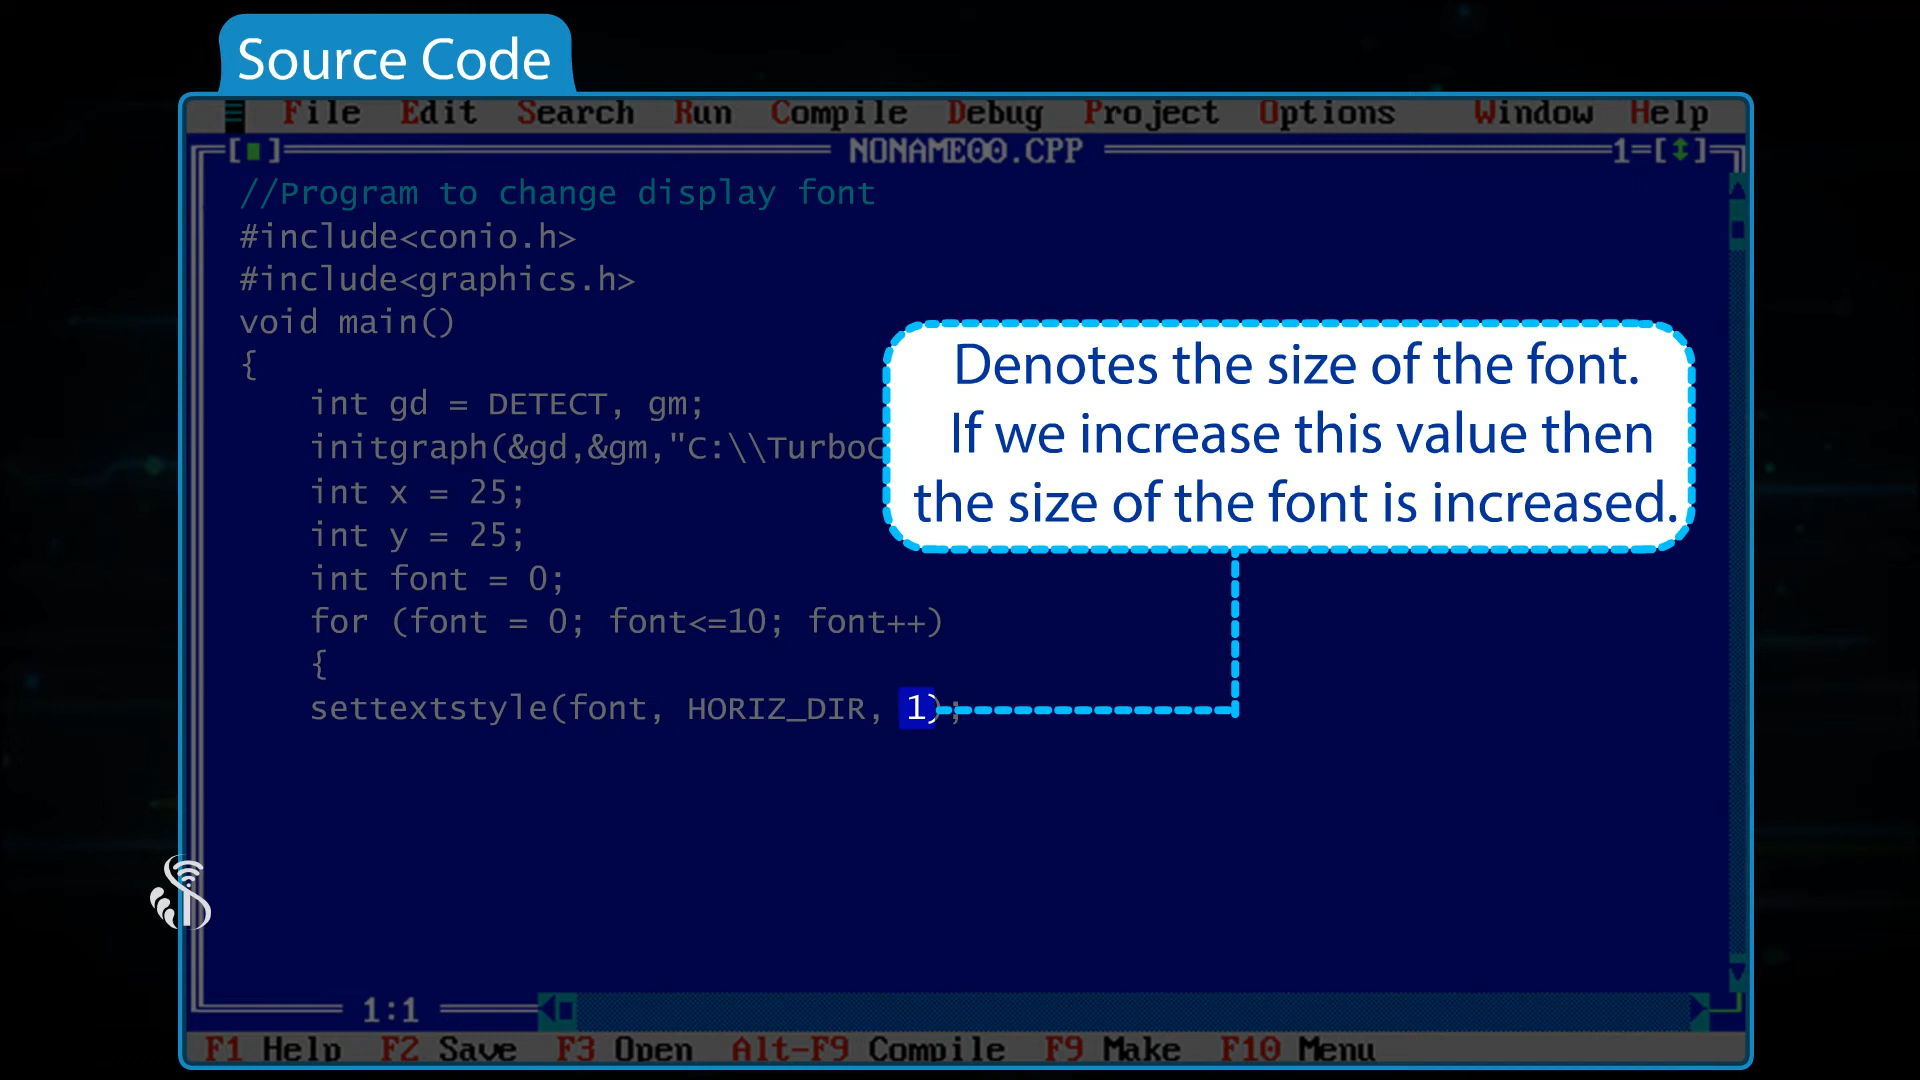 Source Code
File Edit Search Run Compile Debug Project Options Window Help
[■] NONAME00.CPP 1=[↕]
//Program to change display font
#include<conio.h>
#include<graphics.h>
void main()
{
int gd = DETECT, gm;
initgraph(&gd,&gm,"C:\\TurboC
int x = 25;
int y = 25;
int font = 0;
for (font = 0; font<=10; font++)
{
settextstyle(font, HORIZ_DIR, 1);
Denotes the size of the font.
If we increase this value then
the size of the font is increased.
1:1
F1 Help F2 Save F3 Open Alt-F9 Compile F9 Make F10 Menu